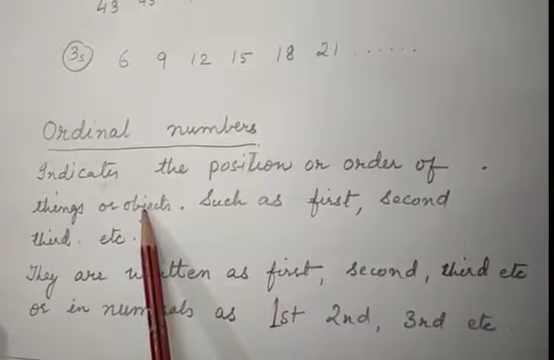 43
3s 6 9 12 15 18 21 ......
Ordinal numbers
Indicates the position or order of
things or objects. Such as first, second
third. etc.
They are written as first, second, third etc
or in numerals as 1st 2nd, 3rd etc